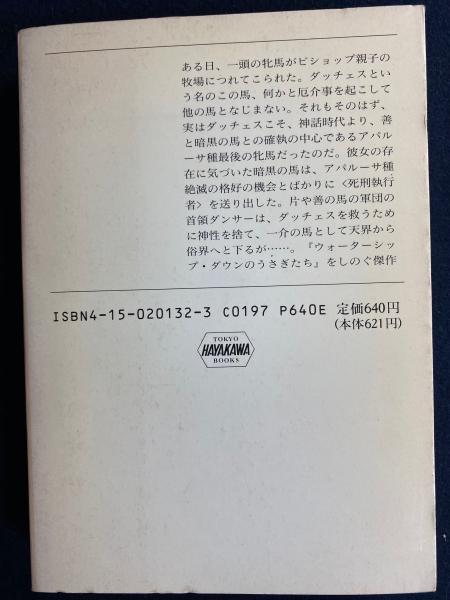 ある日、一頭の牝馬がビショップ親子の
牧場につれてこられた。ダッチェスとい
う名のこの馬、何かと厄介事を起こして
他の馬となじまない。それもそのはず、
実はダッチェスこそ、神話時代より、善
と暗黒の馬との確執の中心であるアパル
ーサ種最後の牝馬だったのだ。彼女の存
在に気づいた暗黒の馬は、アパルーサ種
絶滅の格好の機会とばかりに〈死刑執行
者〉を送り出した。片や善の馬の軍団の
首領ダンサーは、ダッチェスを救うため
に神性を捨て、一介の馬として天界から
俗界へと下るが……。『ウォーターシッ
プ・ダウンのうさぎたち』をしのぐ傑作
ISBN4-15-020132-3 C0197 P640E 定価640円
(本体621円)
TOKYO
HAYAKAWA
BOOKS